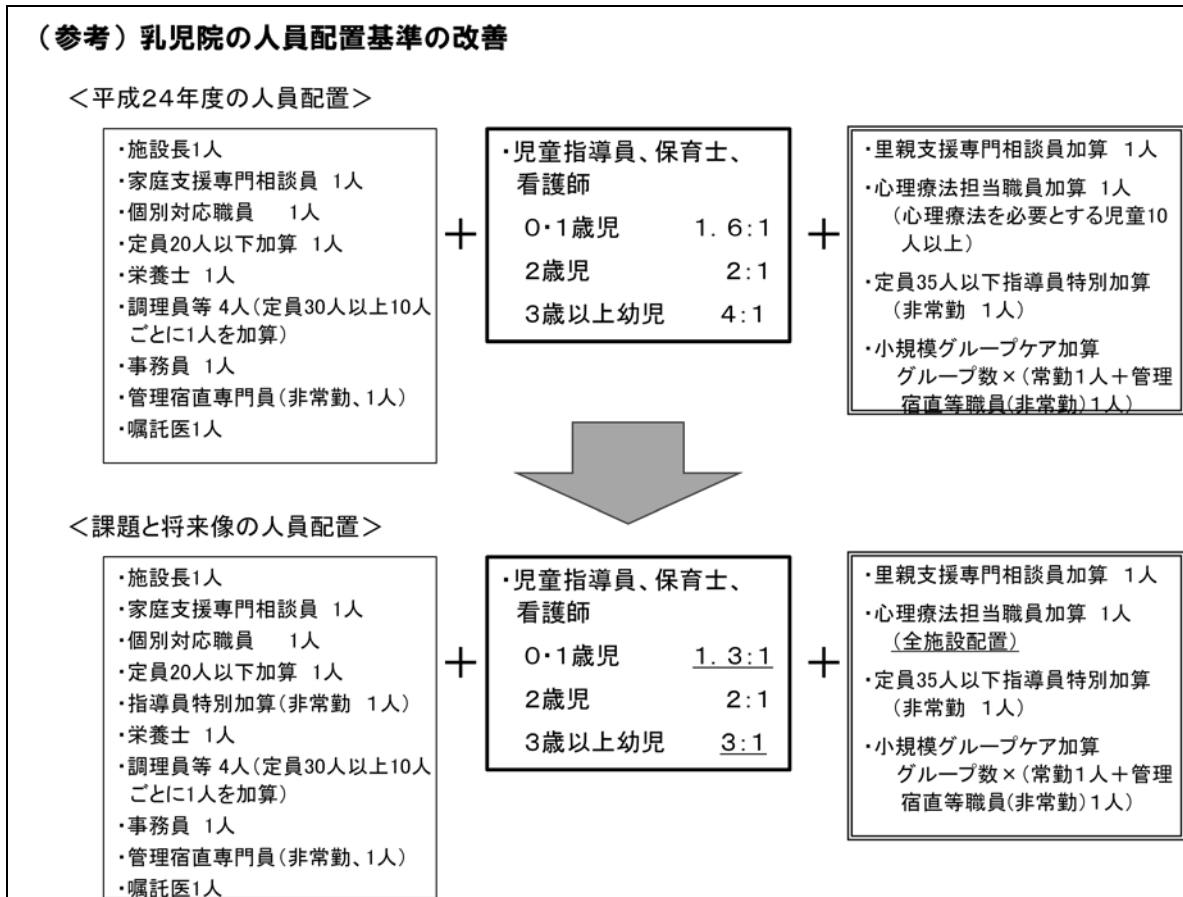 (参考)乳児院の人員配置基準の改善
＜平成24年度の人員配置＞
・施設長1人
・家庭支援専門相談員 1人
・個別対応職員 1人
・定員20人以下加算 1人
・栄養士 1人
・調理員等 4人(定員30人以上10人
ごとに1人を加算)
・事務員 1人
・管理宿直専門員(非常勤、1人)
・嘱託医1人
＋
・児童指導員、保育士、
看護師
0・1歳児 1.6:1
2歳児 2:1
3歳以上幼児 4:1
＋
・里親支援専門相談員加算 1人
・心理療法担当職員加算 1人
(心理療法を必要とする児童10
人以上)
・定員35人以下指導員特別加算
(非常勤 1人)
・小規模グループケア加算
グループ数×(常勤1人＋管理
宿直等職員(非常勤)1人)
＜課題と将来像の人員配置＞
・施設長1人
・家庭支援専門相談員 1人
・個別対応職員 1人
・定員20人以下加算 1人
・指導員特別加算(非常勤 1人)
・栄養士 1人
・調理員等 4人(定員30人以上10人
ごとに1人を加算)
・事務員 1人
・管理宿直専門員(非常勤、1人)
・嘱託医1人
＋
・児童指導員、保育士、
看護師
0・1歳児 1.3:1
2歳児 2:1
3歳以上幼児 3:1
＋
・里親支援専門相談員加算 1人
・心理療法担当職員加算 1人
(全施設配置)
・定員35人以下指導員特別加算
(非常勤 1人)
・小規模グループケア加算
グループ数×(常勤1人＋管理
宿直等職員(非常勤)1人)